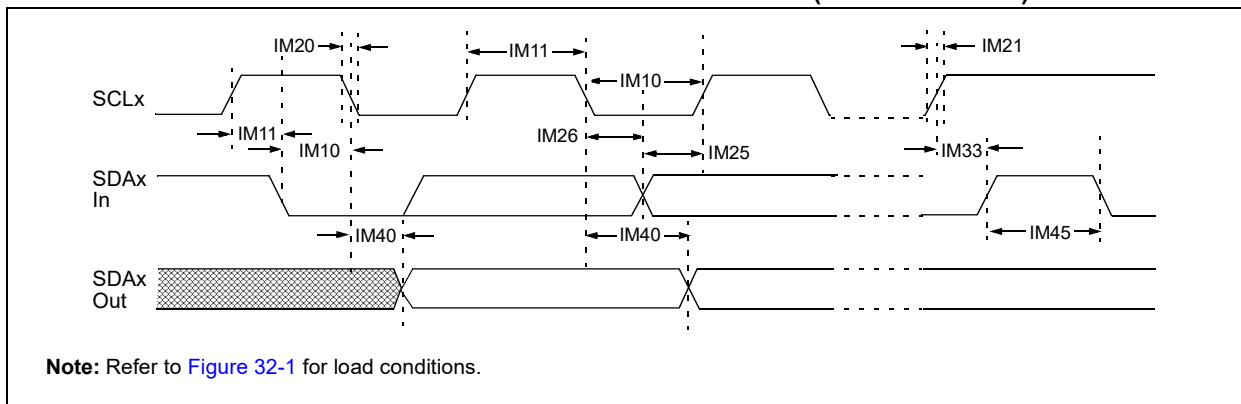 IM20
IM11
IM10
IM21
SCLx
IM11
IM10
IM26
IM25
IM33
SDAx
In
IM40
IM40
IM45
SDAx
Out
Note: Refer to Figure 32-1 for load conditions.